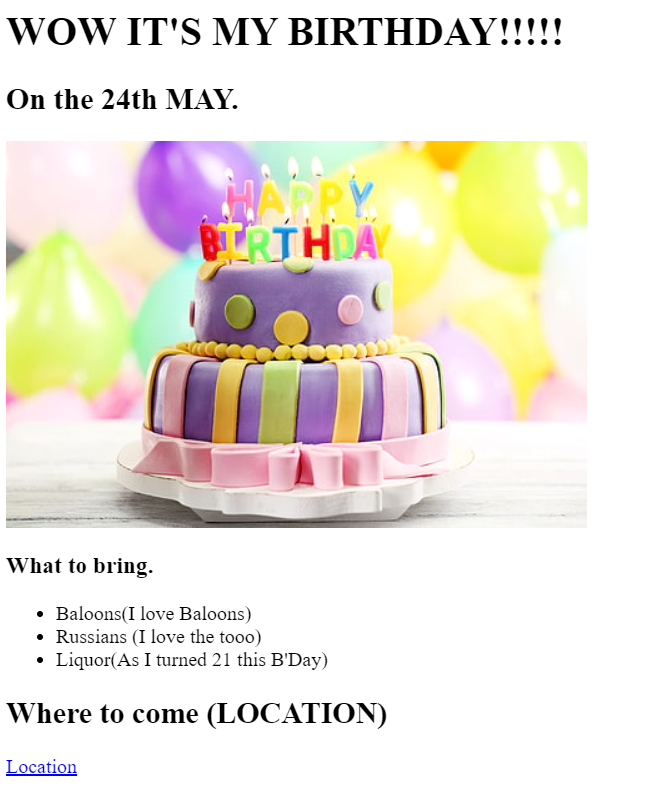 WOW IT'S MY BIRTHDAY!!!!!
On the 24th MAY.
HAPPY
BIRTHDAY
What to bring.
Baloons(I love Baloons)
Russians (I love the tooo)
Liquor(As I turned 21 this B'Day)
Where to come (LOCATION)
Location